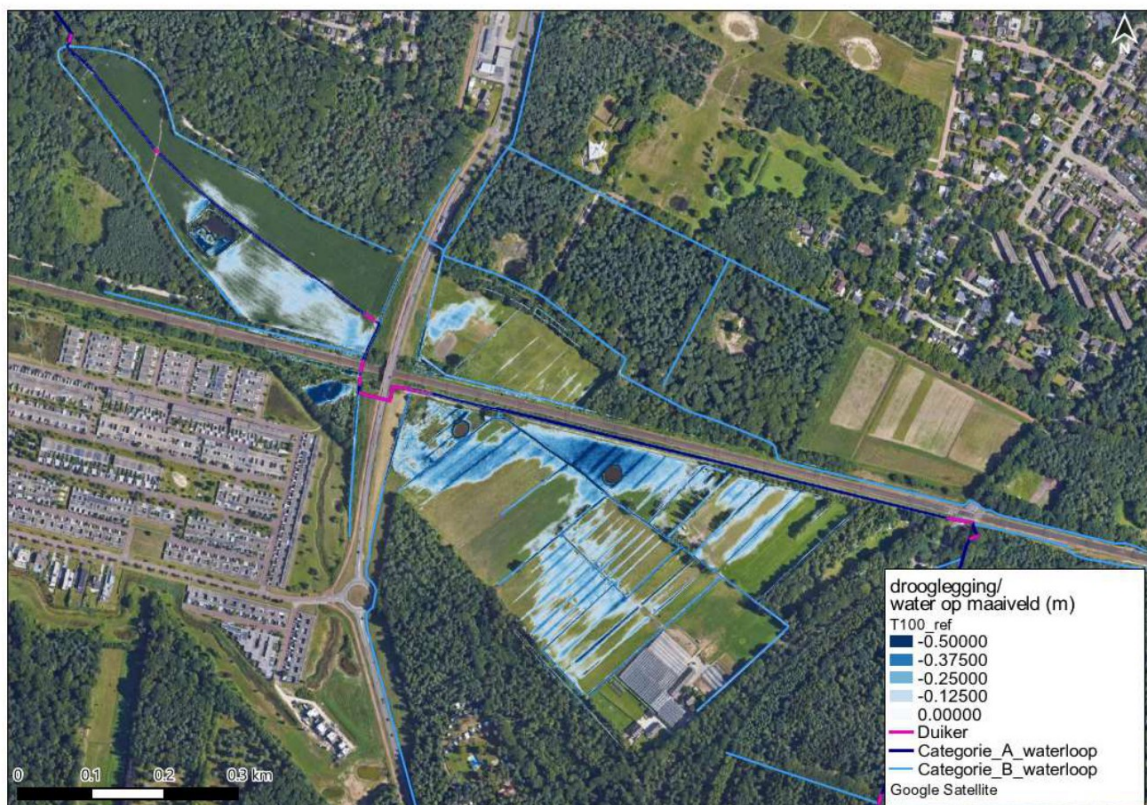 N
drooglegging/
water op maaiveld (m)
T100_ref
-0.50000
-0.37500
-0.25000
-0.12500
0.00000
Duiker
Categorie_A_waterloop
Categorie_B_waterloop
Google Satellite
0 0.1 0.2 0.3 km